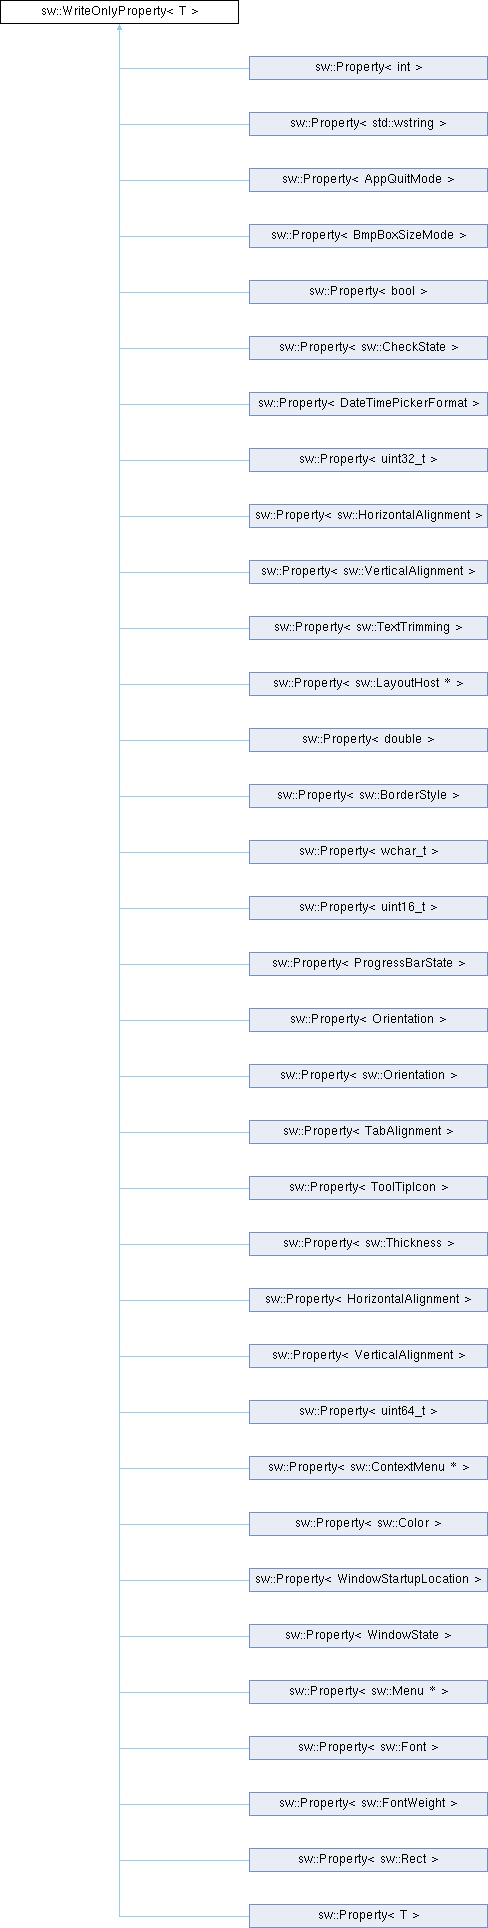 sw::WriteOnlyProperty< T >
sw::Property< int >
sw::Property< std::wstring >
sw::Property< AppQuitMode >
sw::Property< BmpBoxSizeMode >
sw::Property< bool >
sw::Property< sw::CheckState >
sw::Property< DateTimePickerFormat >
sw::Property< uint32_t >
sw::Property< sw::HorizontalAlignment >
sw::Property< sw::VerticalAlignment >
sw::Property< sw::TextTrimming >
sw::Property< sw::LayoutHost * >
sw::Property< double >
sw::Property< sw::BorderStyle >
sw::Property< wchar_t >
sw::Property< uint16_t >
sw::Property< ProgressBarState >
sw::Property< Orientation >
sw::Property< sw::Orientation >
sw::Property< TabAlignment >
sw::Property< ToolTipIcon >
sw::Property< sw::Thickness >
sw::Property< HorizontalAlignment >
sw::Property< VerticalAlignment >
sw::Property< uint64_t >
sw::Property< sw::ContextMenu * >
sw::Property< sw::Color >
sw::Property< WindowStartupLocation >
sw::Property< WindowState >
sw::Property< sw::Menu * >
sw::Property< sw::Font >
sw::Property< sw::FontWeight >
sw::Property< sw::Rect >
sw::Property< T >